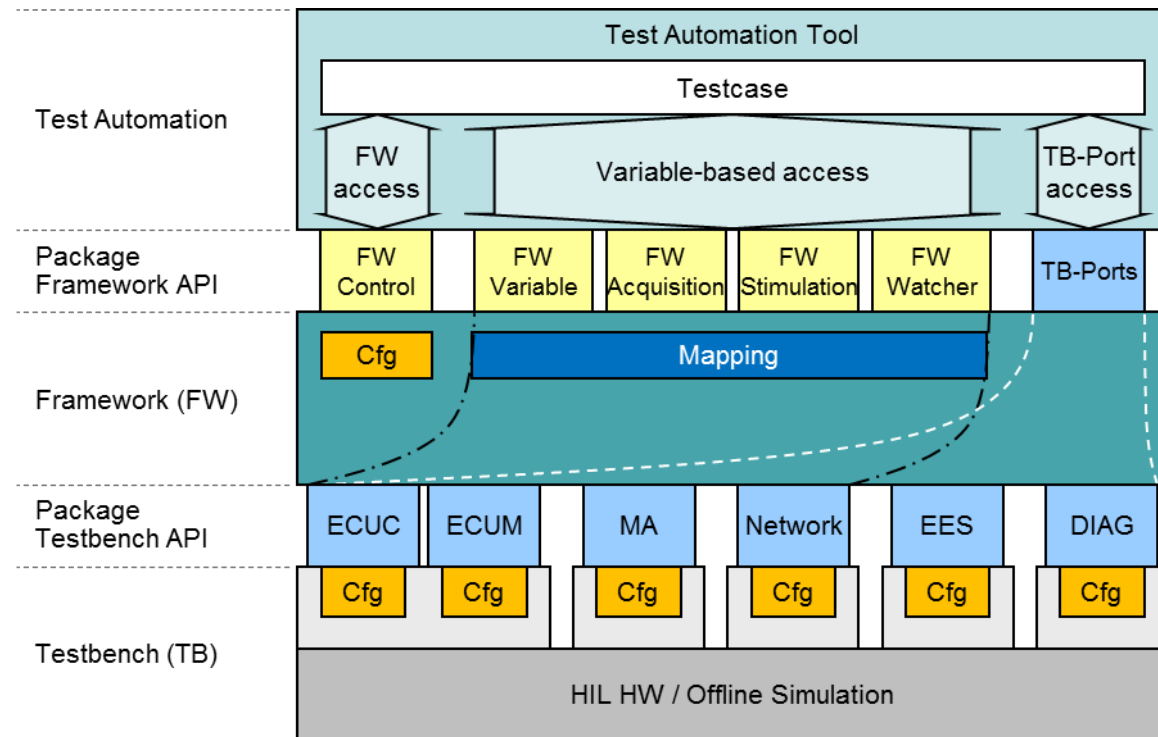 Test Automation Tool
Testcase
Test Automation
FW
access
Variable-based access
TB-Port
access
Package
Framework API
FW
Control
FW
Variable
FW
Acquisition
FW
Stimulation
FW
Watcher
TB-Ports
Cfg
Mapping
Framework (FW)
Package
Testbench API
ECUC
ECUM
MA
Network
EES
DIAG
Cfg
Cfg
Cfg
Cfg
Cfg
Cfg
Testbench (TB)
HIL HW / Offline Simulation